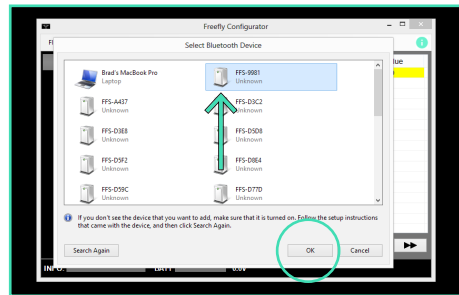 Freefly Configurator
Select Bluetooth Device
Brad's MacBook Pro
Laptop
FFS-9981
Unknown
FFS-A437
Unknown
FFS-D3C2
Unknown
FFS-D3E8
Unknown
FFS-D5D8
Unknown
FFS-D5F2
Unknown
FFS-D8E4
Unknown
FFS-D59C
Unknown
FFS-D77D
Unknown
If you don't see the device that you want to add, make sure that it is turned on. Follow the setup instructions
that came with the device, and then click Search Again.
Search Again
OK
Cancel